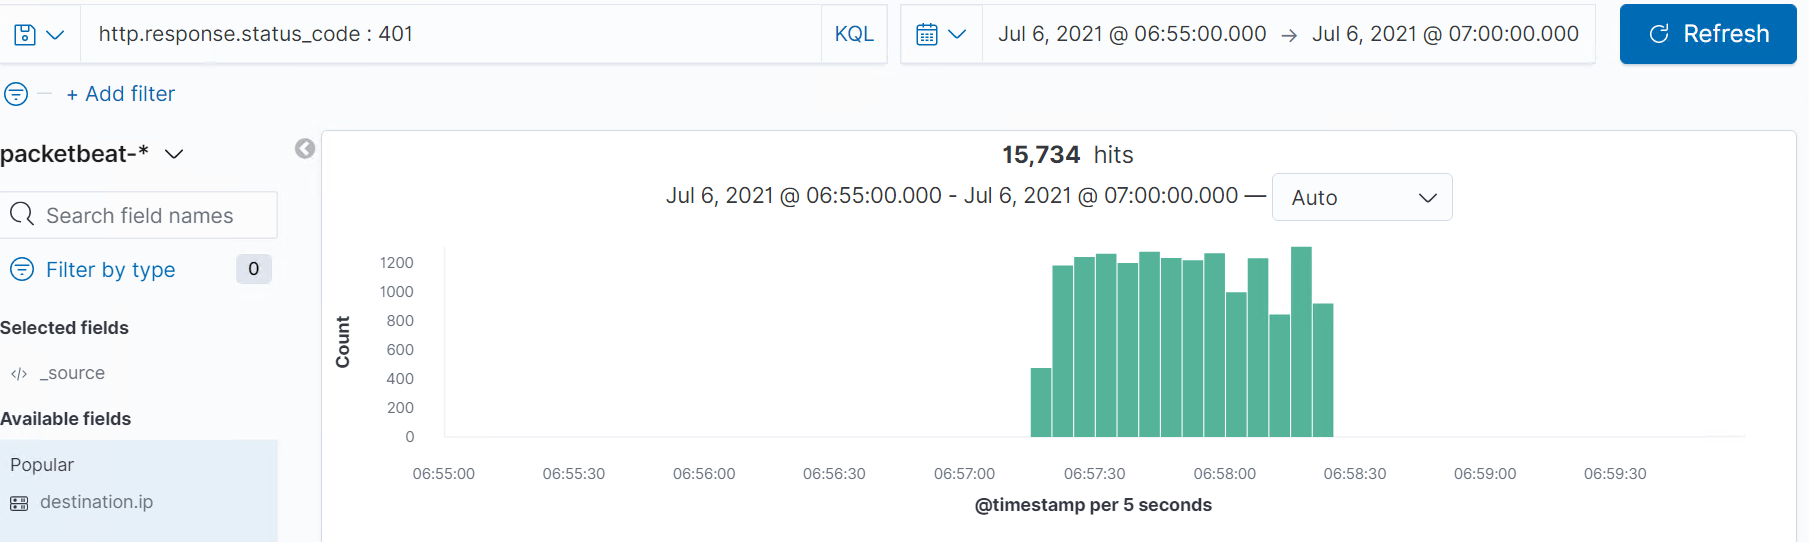 http.response.status_code : 401 KQL Jul 6, 2021 @ 06:55:00.000 → Jul 6, 2021 @ 07:00:00.000 Refresh
+ Add filter
packetbeat-*
15,734 hits
Jul 6, 2021 @ 06:55:00.000 - Jul 6, 2021 @ 07:00:00.000 — Auto
Search field names
Filter by type 0
Selected fields
</> _source
Available fields
Popular
destination.ip
Count
1200
1000
800
600
400
200
0
06:55:00 06:55:30 06:56:00 06:56:30 06:57:00 06:57:30 06:58:00 06:58:30 06:59:00 06:59:30
@timestamp per 5 seconds